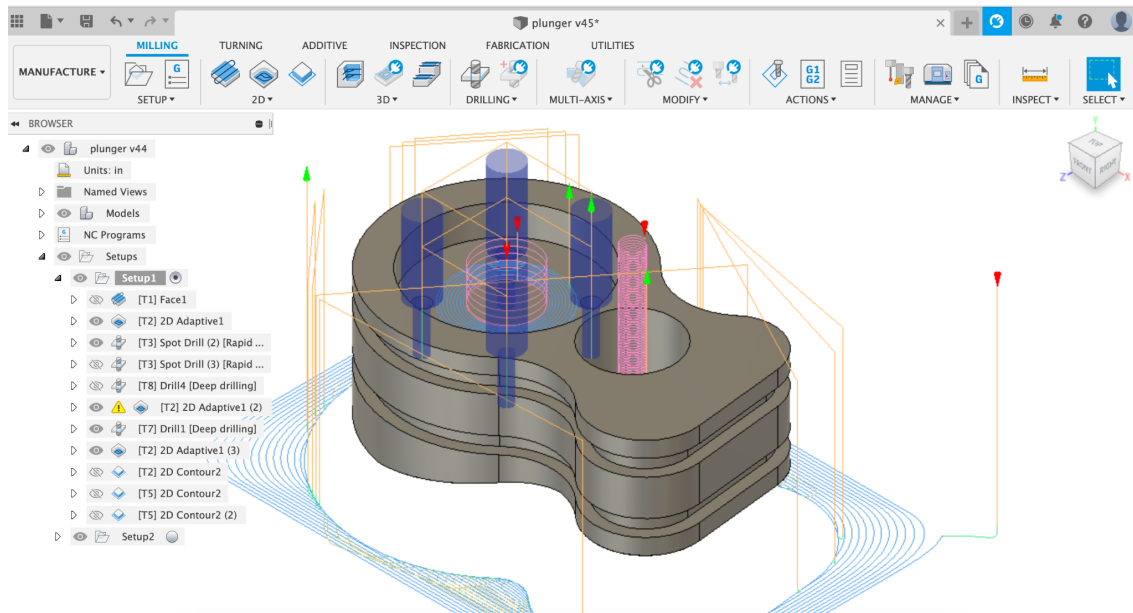 plunger v45*
MILLING TURNING ADDITIVE INSPECTION FABRICATION UTILITIES
MANUFACTURE
G
G1
G2
G
SETUP 2D 3D DRILLING MULTI-AXIS MODIFY ACTIONS MANAGE INSPECT SELECT
BROWSER
plunger v44
Units: in
Named Views
Models
NC Programs
Setups
Setup1
[T1] Face1
[T2] 2D Adaptive1
[T3] Spot Drill (2) [Rapid ...
[T3] Spot Drill (3) [Rapid ...
[T8] Drill4 [Deep drilling]
[T2] 2D Adaptive1 (2)
[T7] Drill1 [Deep drilling]
[T2] 2D Adaptive1 (3)
[T2] 2D Contour2
[T5] 2D Contour2
[T5] 2D Contour2 (2)
Setup2
Y
TOP
FRONT RIGHT
Z X